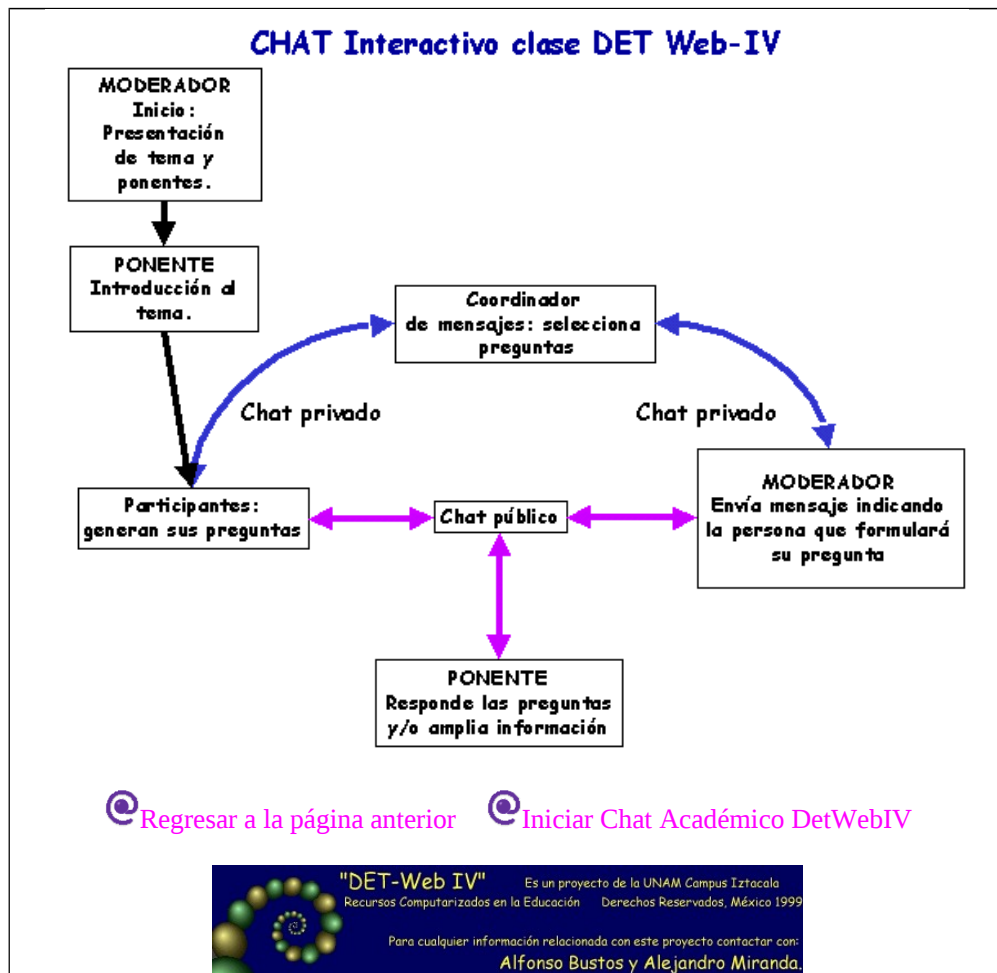 CHAT Interactivo clase DET Web-IV
MODERADOR
Inicio:
Presentación
de tema y
ponentes.
PONENTE
Introducción al
tema.
Coordinador
de mensajes: selecciona
preguntas
Chat privado
Chat privado
Participantes:
generan sus preguntas
Chat público
MODERADOR
Envía mensaje indicando
la persona que formulará
su pregunta
PONENTE
Responde las preguntas
y/o amplia información
@Regresar a la página anterior
@Iniciar Chat Académico DetWebIV
"DET-Web IV"
Es un proyecto de la UNAM Campus Iztacala
Recursos Computarizados en la Educación
Derechos Reservados, México 1999
Para cualquier información relacionada con este proyecto contactar con:
Alfonso Bustos y Alejandro Miranda.